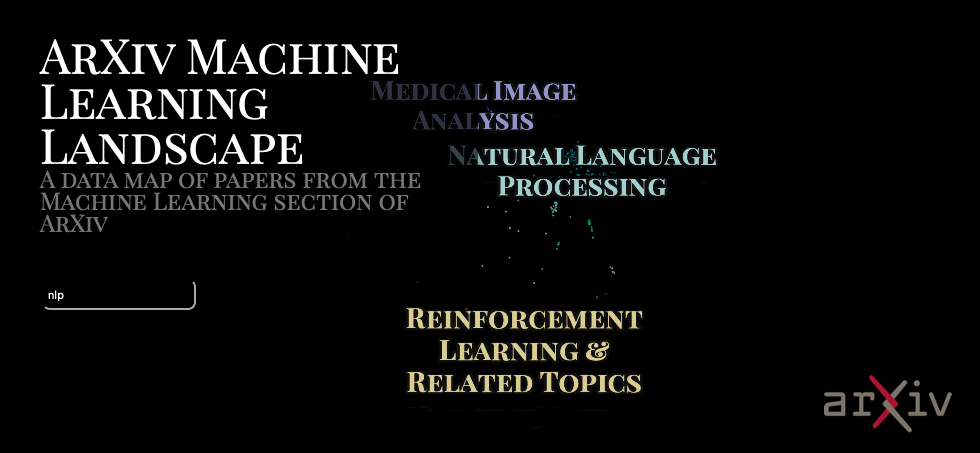 ArXiv Machine
Learning
Landscape
A data map of papers from the
Machine Learning section of
ArXiv
nlp
Medical Image
Analysis
Natural Language
Processing
Reinforcement
Learning &
Related Topics
arXiv